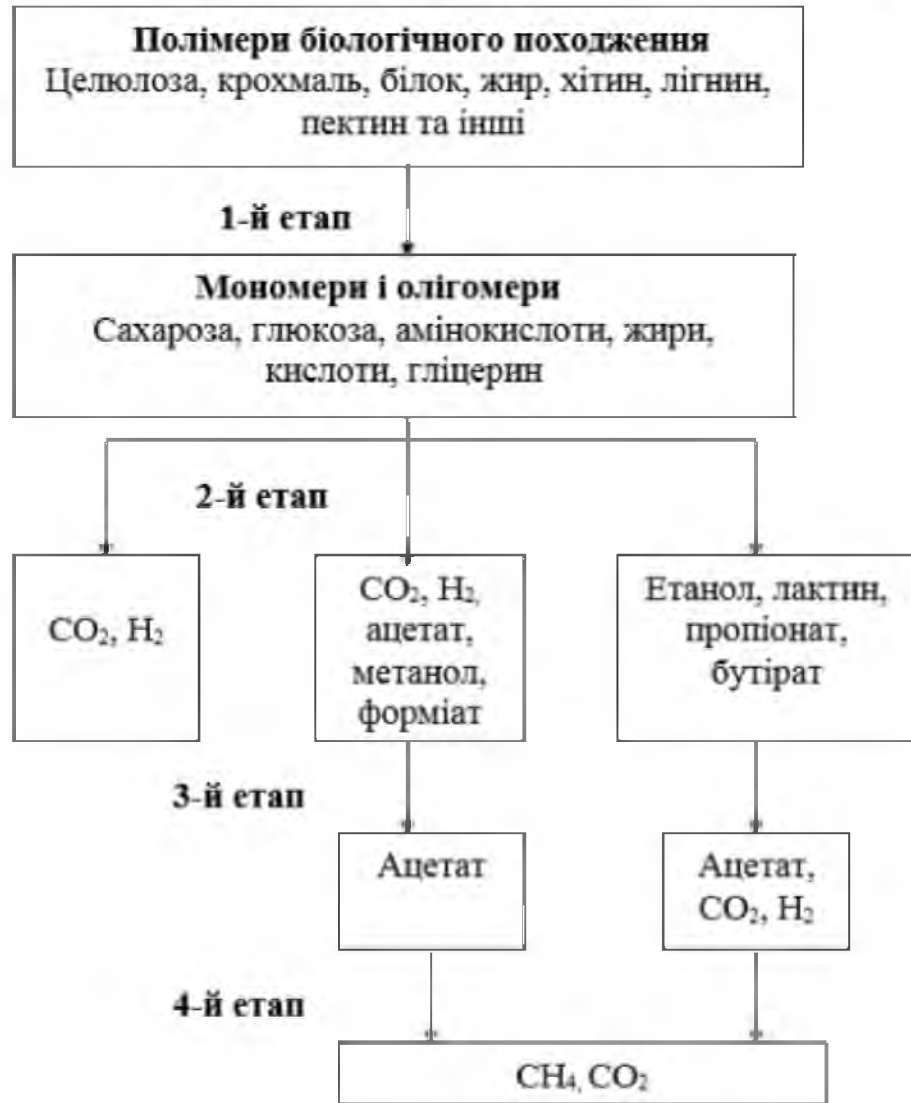 Полімери біологічного походження
Целюлоза, крохмаль, білок, жир, хітин, лігнин,
пектин та інші
1-й етап
Мономери і олігомери
Сахароза, глюкоза, амінокислоти, жири,
кислоти, гліцерин
2-й етап
CO₂, H₂
CO₂, H₂,
ацетат,
метанол,
форміат
Етанол, лактин,
пропіонат,
бутірат
3-й етап
Ацетат
Ацетат,
CO₂, H₂
4-й етап
CH₄, CO₂